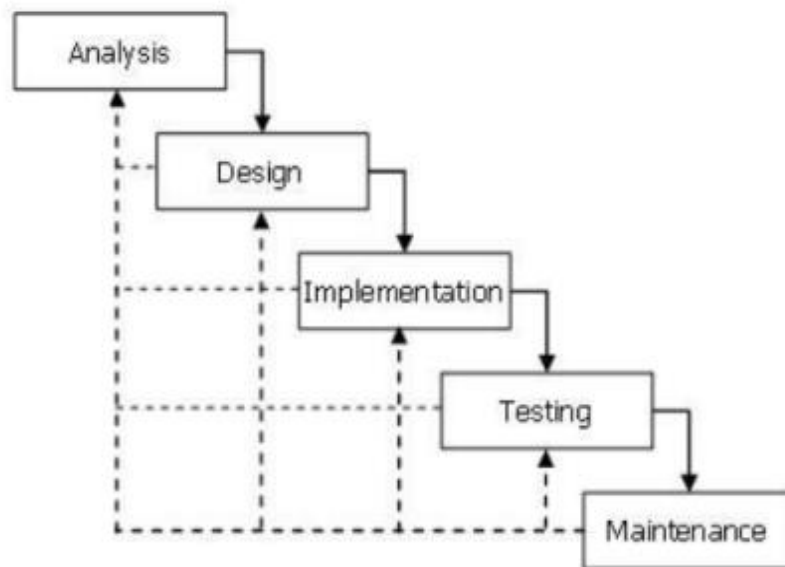 Analysis
Design
Implementation
Testing
Maintenance